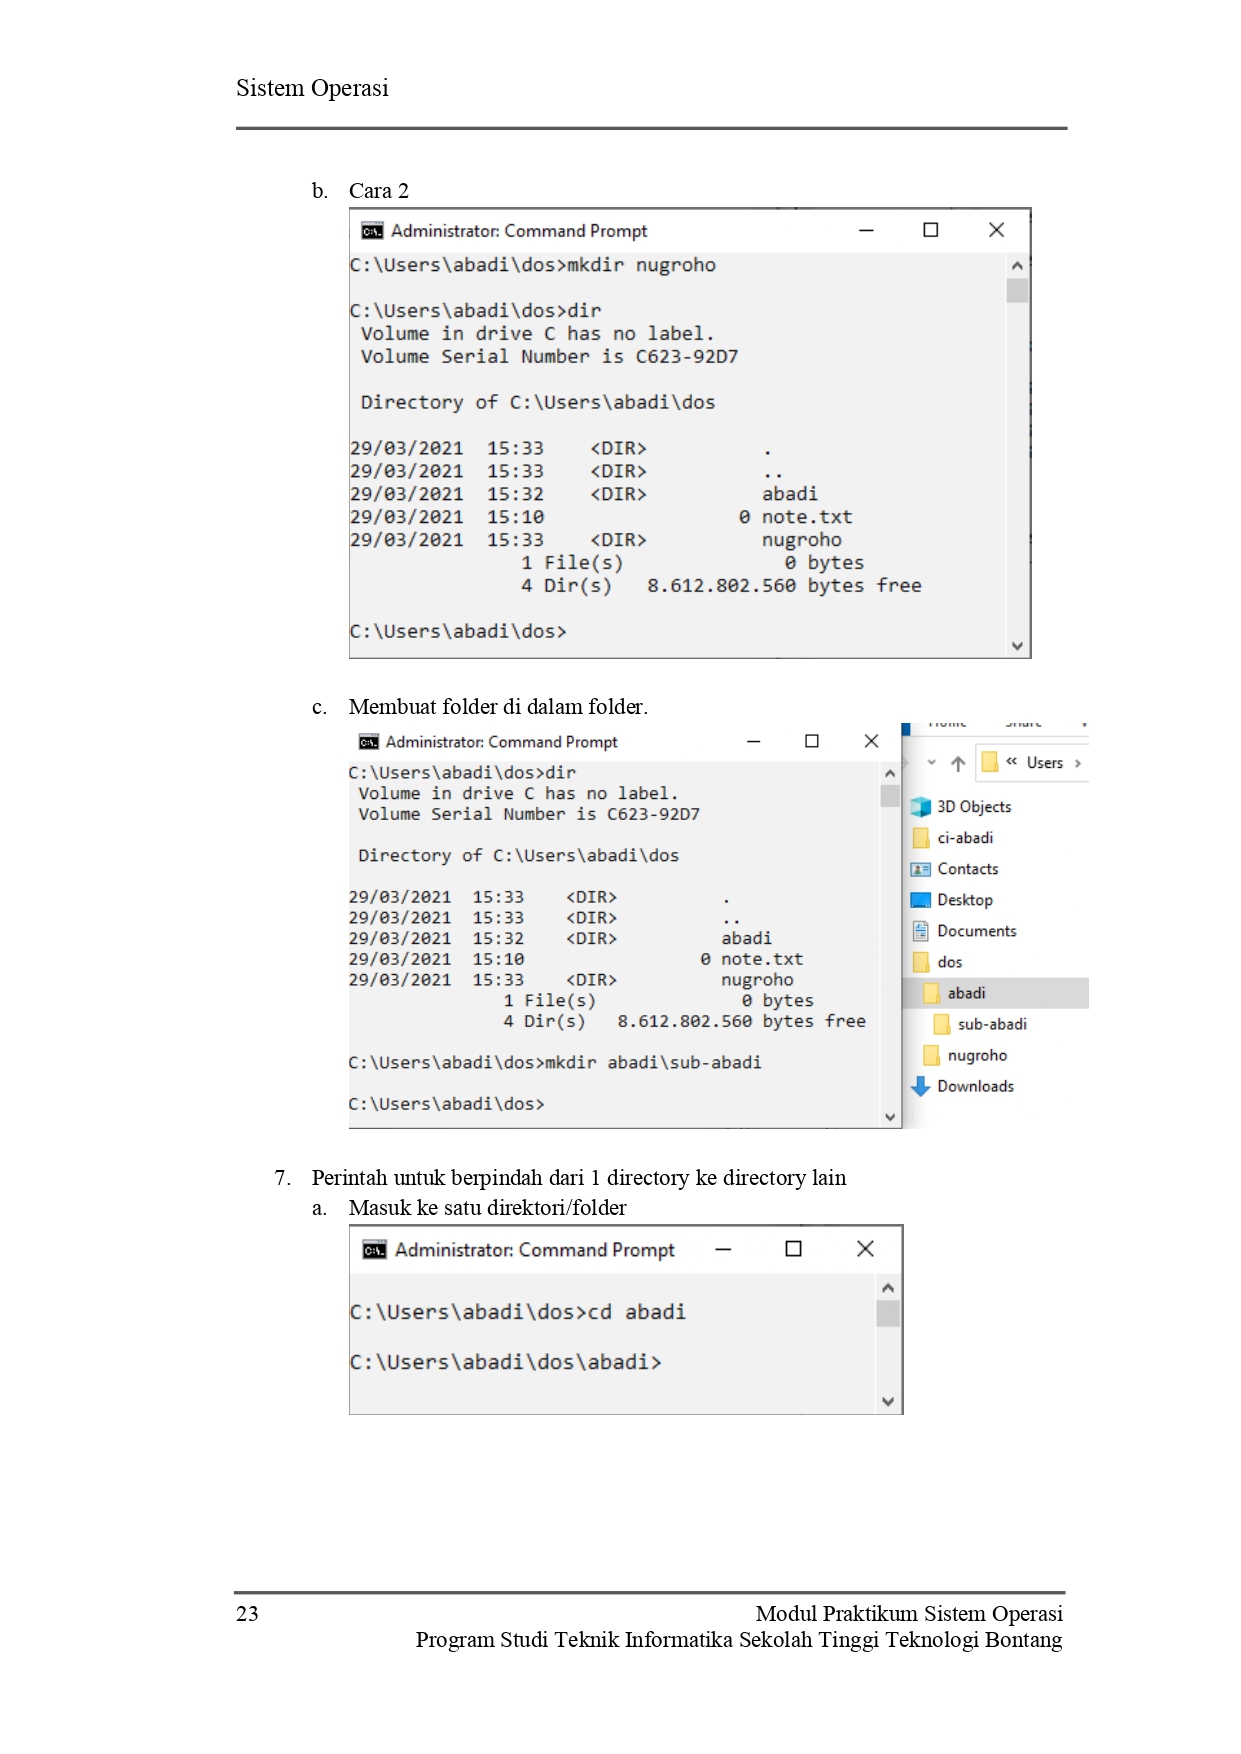 Sistem Operasi
b. Cara 2
Administrator: Command Prompt
C:\Users\abadi\dos>mkdir nugroho
C:\Users\abadi\dos>dir
Volume in drive C has no label.
Volume Serial Number is C623-92D7
Directory of C:\Users\abadi\dos
29/03/2021 15:33 <DIR> .
29/03/2021 15:33 <DIR> ..
29/03/2021 15:32 <DIR> abadi
29/03/2021 15:10 0 note.txt
29/03/2021 15:33 <DIR> nugroho
1 File(s) 0 bytes
4 Dir(s) 8.612.802.560 bytes free
C:\Users\abadi\dos>
c. Membuat folder di dalam folder.
Administrator: Command Prompt
C:\Users\abadi\dos>dir
Volume in drive C has no label.
Volume Serial Number is C623-92D7
Directory of C:\Users\abadi\dos
29/03/2021 15:33 <DIR> .
29/03/2021 15:33 <DIR> ..
29/03/2021 15:32 <DIR> abadi
29/03/2021 15:10 0 note.txt
29/03/2021 15:33 <DIR> nugroho
1 File(s) 0 bytes
4 Dir(s) 8.612.802.560 bytes free
C:\Users\abadi\dos>mkdir abadi\sub-abadi
C:\Users\abadi\dos>
« Users >
3D Objects
ci-abadi
Contacts
Desktop
Documents
dos
abadi
sub-abadi
nugroho
Downloads
7. Perintah untuk berpindah dari 1 directory ke directory lain
a. Masuk ke satu direktori/folder
Administrator: Command Prompt
C:\Users\abadi\dos>cd abadi
C:\Users\abadi\dos\abadi>
23 Modul Praktikum Sistem Operasi
Program Studi Teknik Informatika Sekolah Tinggi Teknologi Bontang